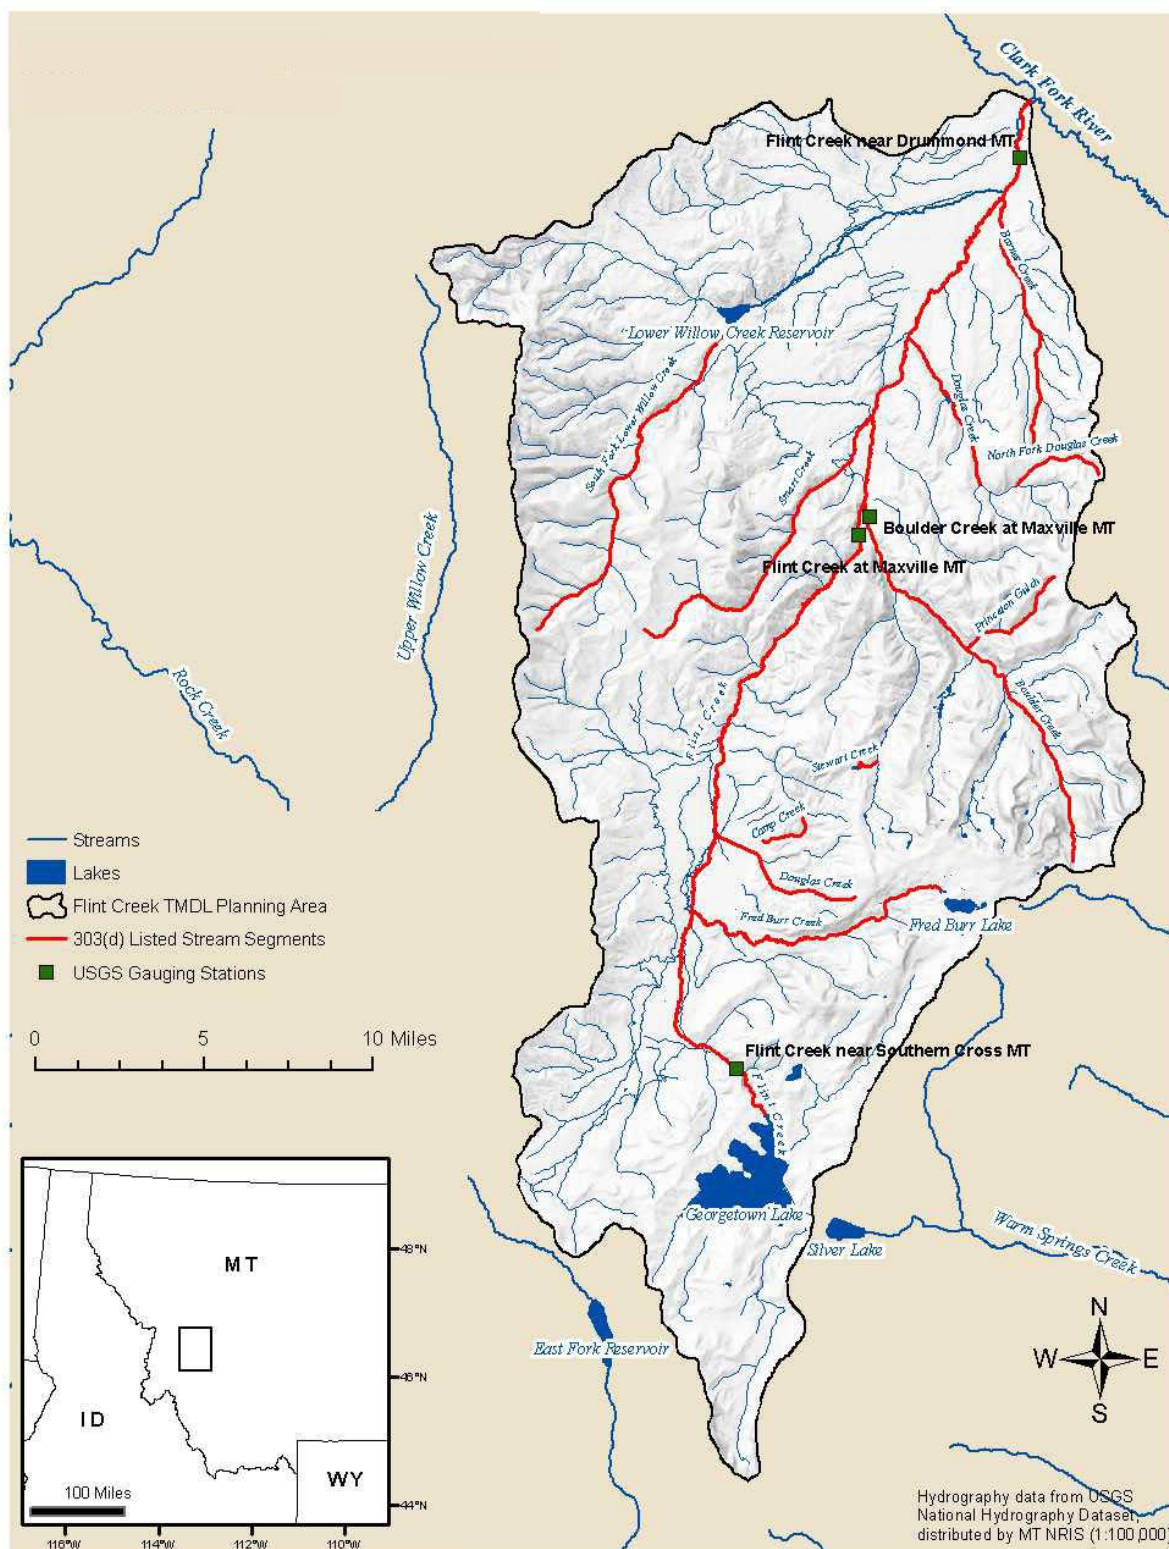 Clark Fork River
Flint Creek near Drummond MT
Barnes Creek
Lower Willow Creek Reservoir
South Fork Lower Willow Creek
Douglas Creek
North Fork Douglas Creek
Smart Creek
Boulder Creek at Maxville MT
Flint Creek at Maxville MT
Upper Willow Creek
Princeton Gulch
Rock Creek
Boulder Creek
Flint Creek
Stewart Creek
Camp Creek
Douglas Creek
Fred Burr Creek
Fred Burr Lake
Streams
Lakes
Flint Creek TMDL Planning Area
303(d) Listed Stream Segments
USGS Gauging Stations
0 5 10 Miles
Flint Creek near Southern Cross MT
Flint Creek
Georgetown Lake
Silver Lake
Warm Springs Creek
East Fork Reservoir
N
W E
S
MT
ID
WY
48°N
46°N
44°N
100 Miles
116°W 114°W 112°W 110°W
Hydrography data from USGS
National Hydrography Dataset,
distributed by MT NRIS (1:100,000)